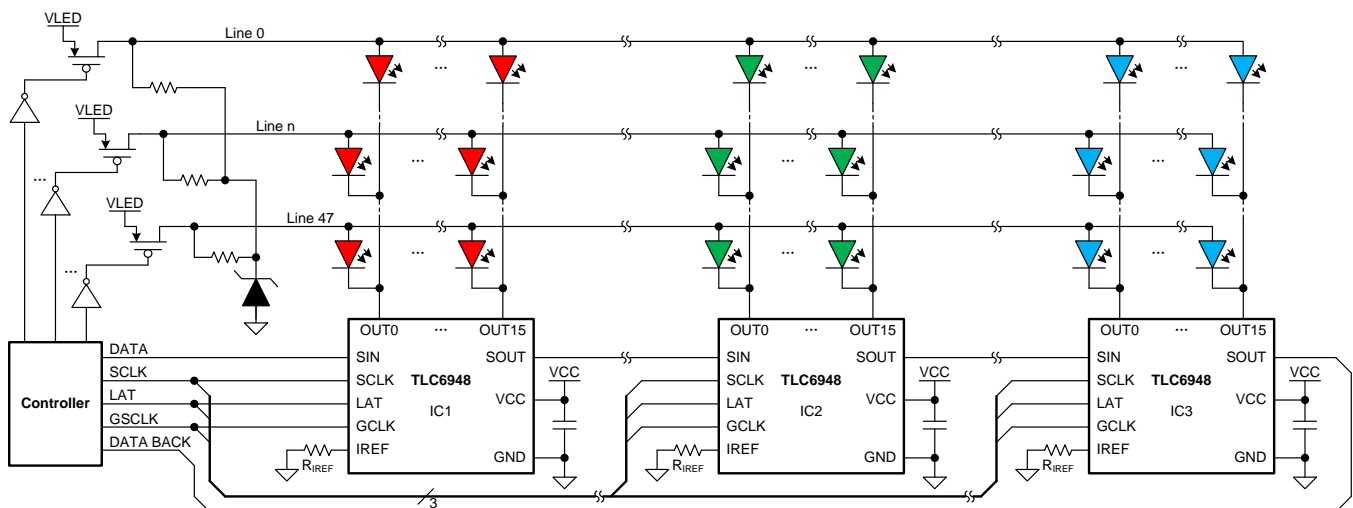 VLED
Line 0
...
...
...
VLED
Line n
...
...
...
...
VLED
Line 47
...
...
...
...
OUT0 ... OUT15
OUT0 ... OUT15
OUT0 ... OUT15
Controller
DATA
SCLK
LAT
GSCLK
DATA BACK
SIN
SCLK
LAT
GCLK
IREF
TLC6948
IC1
SOUT
VCC
GND
VCC
RIREF
SIN
SCLK
LAT
GCLK
IREF
TLC6948
IC2
SOUT
VCC
GND
VCC
RIREF
SIN
SCLK
LAT
GCLK
IREF
TLC6948
IC3
SOUT
VCC
GND
VCC
RIREF
3